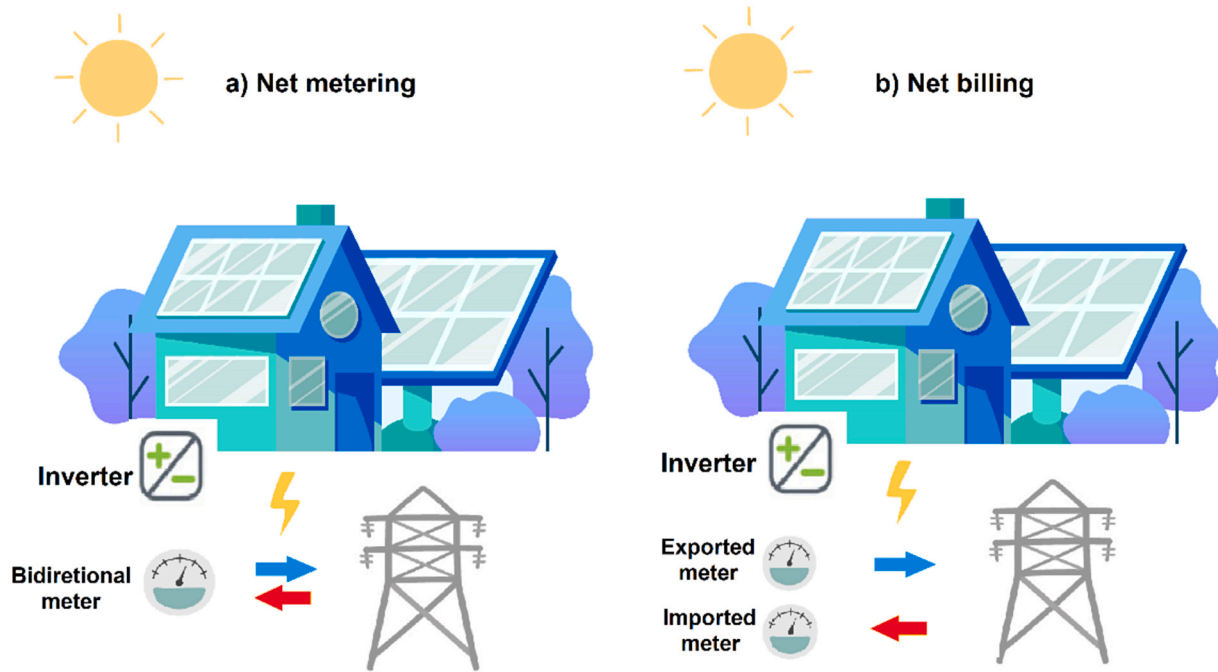 a) Net metering
Inverter
Bidiretional
meter
b) Net billing
Inverter
Exported
meter
Imported
meter